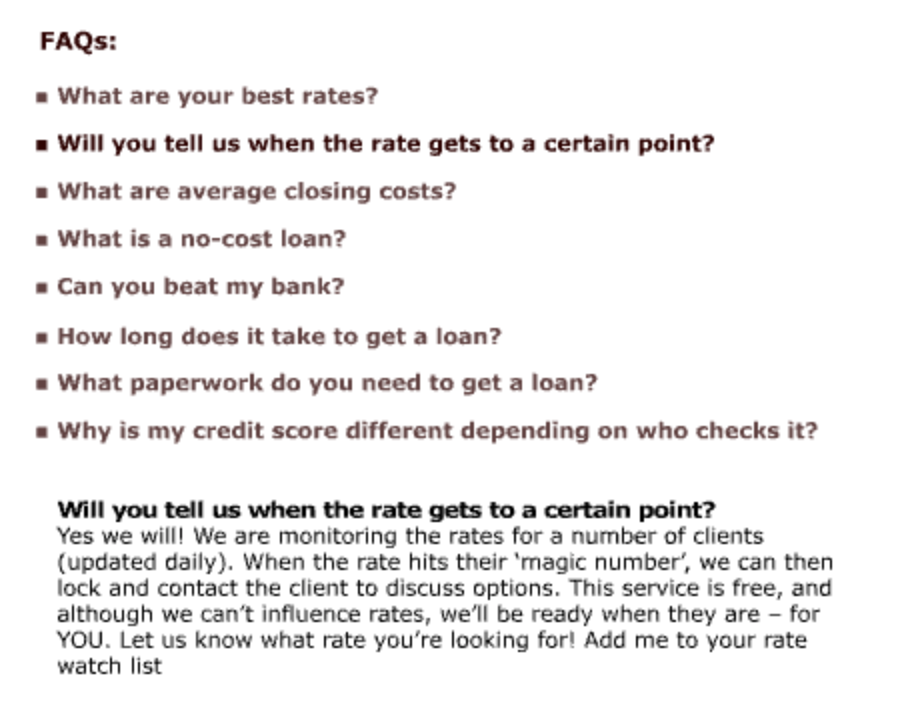 FAQs:
▪ What are your best rates?
▪ Will you tell us when the rate gets to a certain point?
▪ What are average closing costs?
▪ What is a no-cost loan?
▪ Can you beat my bank?
▪ How long does it take to get a loan?
▪ What paperwork do you need to get a loan?
▪ Why is my credit score different depending on who checks it?
Will you tell us when the rate gets to a certain point?
Yes we will! We are monitoring the rates for a number of clients
(updated daily). When the rate hits their ‘magic number’, we can then
lock and contact the client to discuss options. This service is free, and
although we can’t influence rates, we’ll be ready when they are – for
YOU. Let us know what rate you’re looking for! Add me to your rate
watch list